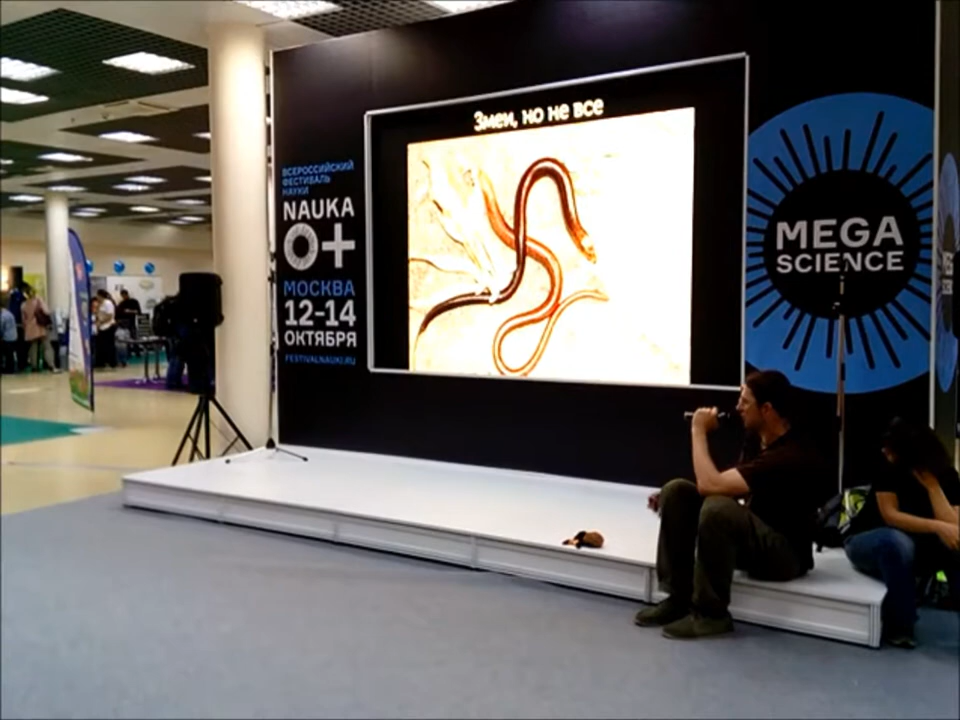 Змеи, но не все
ВСЕРОССИЙСКИЙ
ФЕСТИВАЛЬ
НАУКИ
NAUKA
0+
МОСКВА
12-14
ОКТЯБРЯ
FESTIVALNAUKI.RU
MEGA
SCIENCE